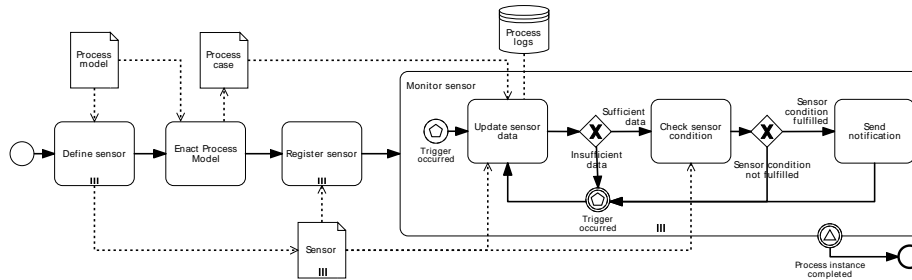 Process
model
Process
case
Process
logs
Monitor sensor
Define sensor
Enact Process
Model
Register sensor
Trigger
occurred
Update sensor
data
Sufficient
data
Insufficient
data
Check sensor
condition
Sensor
condition
fulfilled
Sensor condition
not fulfilled
Send
notification
Trigger
occurred
Sensor
Process instance
completed